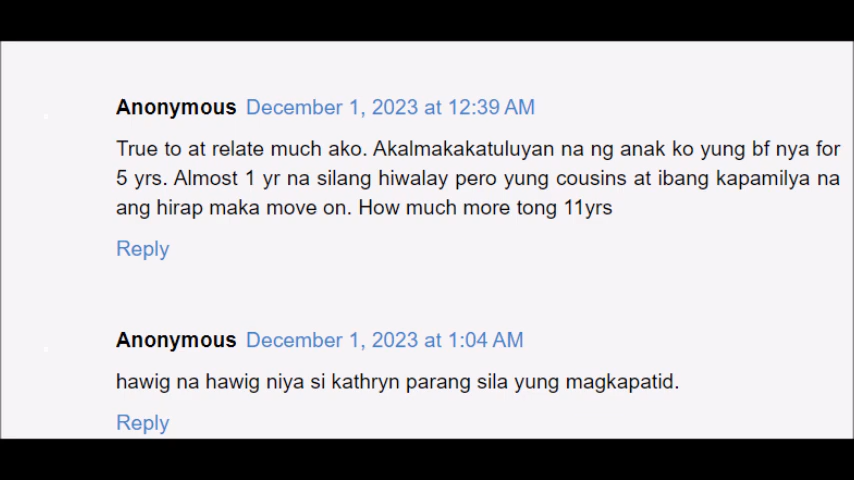 Anonymous December 1, 2023 at 12:39 AM
True to at relate much ako. Akalmakakatuluyan na ng anak ko yung bf nya for
5 yrs. Almost 1 yr na silang hiwalay pero yung cousins at ibang kapamilya na
ang hirap maka move on. How much more tong 11yrs
Reply
Anonymous December 1, 2023 at 1:04 AM
hawig na hawig niya si kathryn parang sila yung magkapatid.
Reply